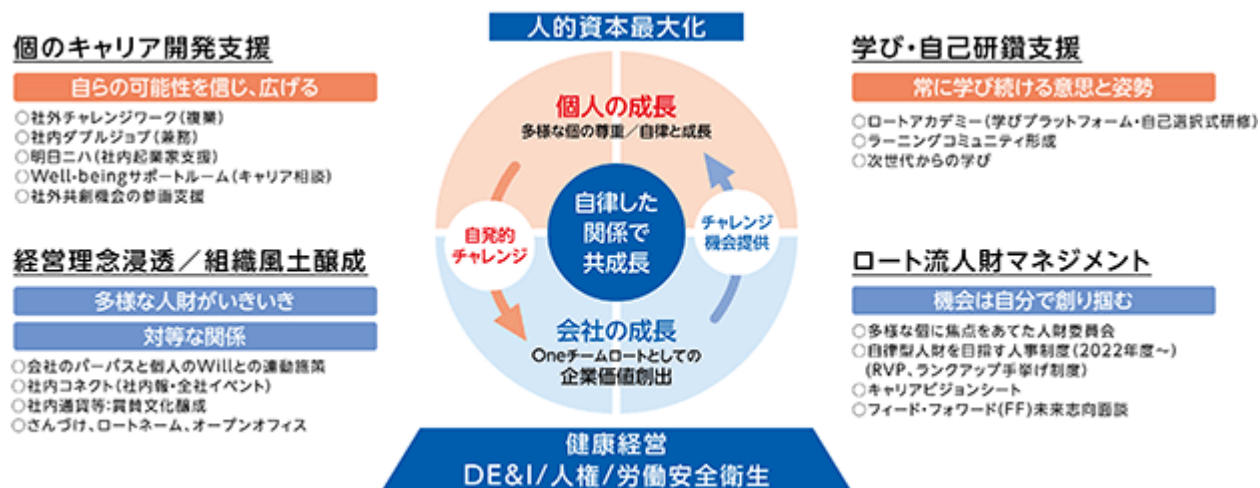 人的資本最大化
個のキャリア開発支援
自らの可能性を信じ、広げる
○社外チャレンジワーク(複業)
○社内ダブルジョブ(兼務)
○明日ニハ(社内起業家支援)
○Well-beingサポートルーム(キャリア相談)
○社外共創機会の参画支援
経営理念浸透／組織風土醸成
多様な人財がいきいき
対等な関係
○会社のパーパスと個人のWillとの連動施策
○社内コネクト(社内報・全社イベント)
○社内通貨等:賞賛文化醸成
○さんづけ、ロートネーム、オープンオフィス
個人の成長
多様な個の尊重／自律と成長
自発的
チャレンジ
自律した
関係で
共成長
チャレンジ
機会提供
会社の成長
Oneチームロートとしての
企業価値創出
学び・自己研鑽支援
常に学び続ける意思と姿勢
○ロートアカデミー(学びプラットフォーム・自己選択式研修)
○ラーニングコミュニティ形成
○次世代からの学び
ロート流人財マネジメント
機会は自分で創り掴む
○多様な個に焦点をあてた人財委員会
○自律型人財を目指す人事制度(2022年度～)
(RVP、ランクアップ手挙げ制度)
○キャリアビジョンシート
○フィード・フォワード(FF)未来志向面談
健康経営
DE&I/人権/労働安全衛生